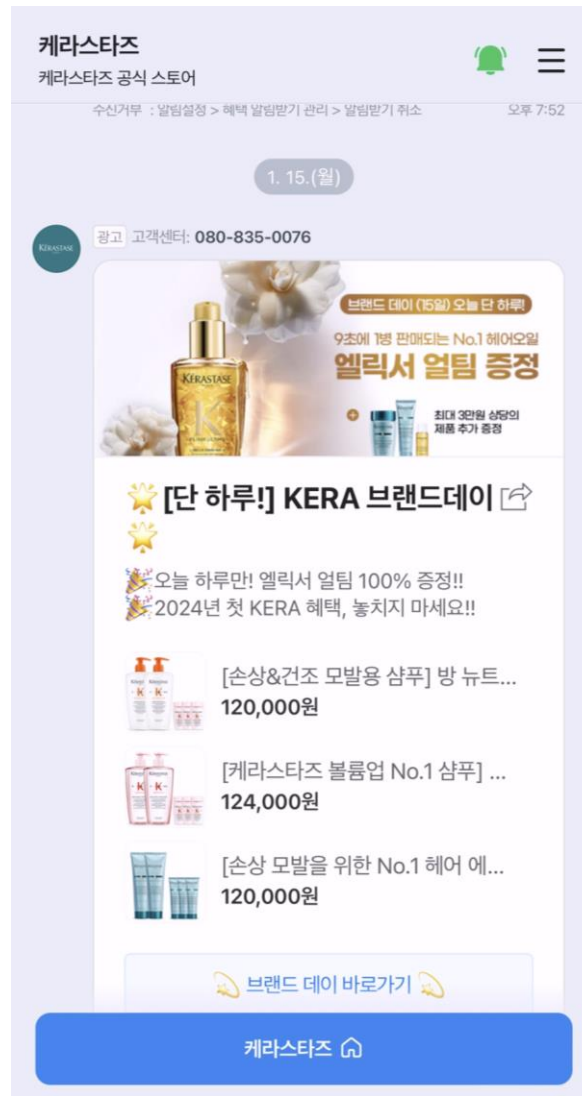 케라스타즈
케라스타즈 공식 스토어
수신거부 : 알림설정 > 혜택 알림받기 관리 > 알림받기 취소
오후 7:52
1. 15.(월)
KÉRASTASE
광고 고객센터: 080-835-0076
브랜드 데이 (15일) 오늘 단 하루!
9초에 1병 판매되는 No.1 헤어오일
엘릭서 얼팀 증정
KÉRASTASE
K
최대 3만원 상당의
제품 추가 증정
[단 하루!] KERA 브랜드데이
오늘 하루만! 엘릭서 얼팀 100% 증정!!
2024년 첫 KERA 혜택, 놓치지 마세요!!
[손상&건조 모발용 샴푸] 방 뉴트...
120,000원
[케라스타즈 볼륨업 No.1 샴푸] ...
124,000원
[손상 모발을 위한 No.1 헤어 에...
120,000원
브랜드 데이 바로가기
케라스타즈